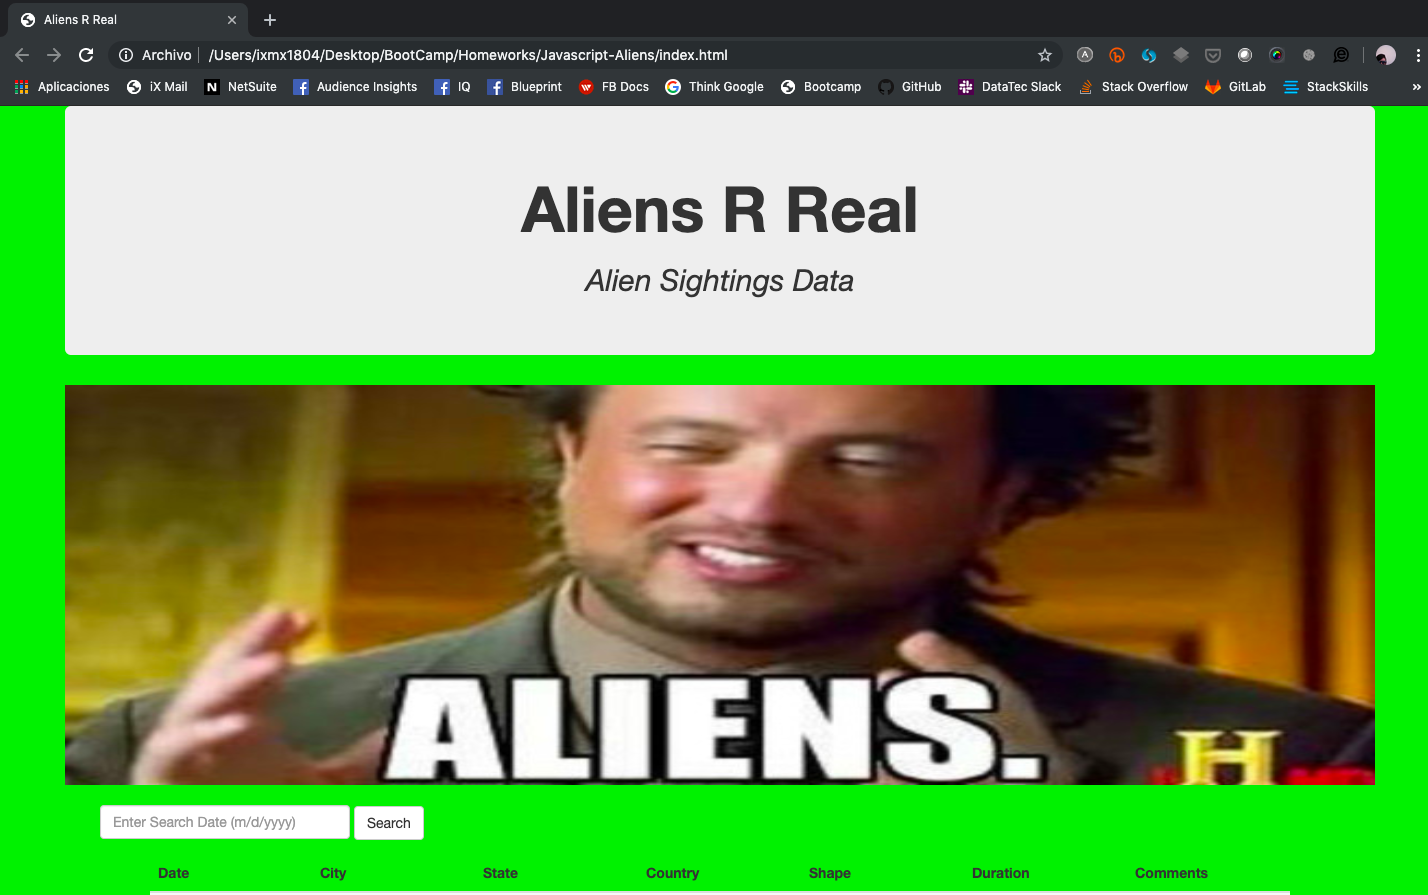 Aliens R Real
Archivo /Users/ixmx1804/Desktop/BootCamp/Homeworks/Javascript-Aliens/index.html
Aplicaciones iX Mail NetSuite Audience Insights IQ Blueprint FB Docs Think Google Bootcamp GitHub DataTec Slack Stack Overflow GitLab StackSkills »
Aliens R Real
Alien Sightings Data
ALIENS.
H
Enter Search Date (m/d/yyyy) Search
Date City State Country Shape Duration Comments